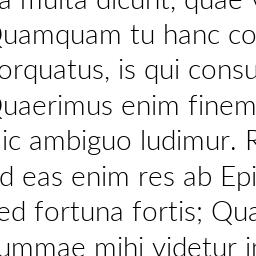 a multa dicunt, quae v
Quamquam tu hanc co
orquatus, is qui consu
Quaerimus enim finem
ic ambiguo ludimur. R
d eas enim res ab Epi
ed fortuna fortis; Qua
ummae mihi videtur in